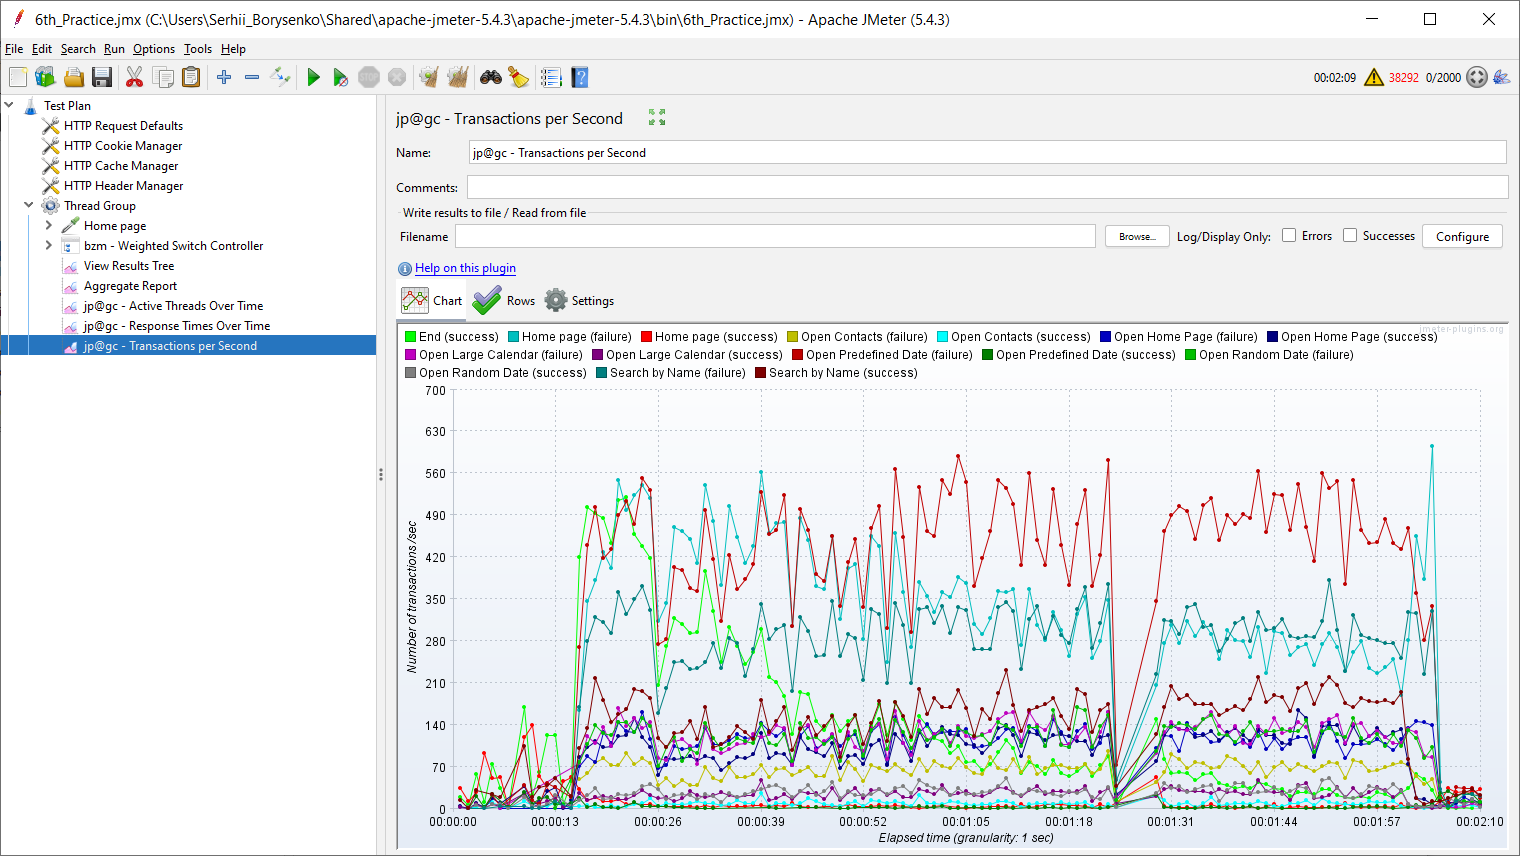 6th_Practice.jmx (C:\Users\Serhii_Borysenko\Shared\apache-jmeter-5.4.3\apache-jmeter-5.4.3\bin\6th_Practice.jmx) - Apache JMeter (5.4.3)
File Edit Search Run Options Tools Help
STOP
00:02:09 38292 0/2000
Test Plan
HTTP Request Defaults
HTTP Cookie Manager
HTTP Cache Manager
HTTP Header Manager
Thread Group
Home page
bzm - Weighted Switch Controller
View Results Tree
Aggregate Report
jp@gc - Active Threads Over Time
jp@gc - Response Times Over Time
jp@gc - Transactions per Second
jp@gc - Transactions per Second
Name: jp@gc - Transactions per Second
Comments:
Write results to file / Read from file
Filename Browse... Log/Display Only: Errors Successes Configure
Help on this plugin
Chart Rows Settings
jmeter-plugins.org
End (success) Home page (failure) Home page (success) Open Contacts (failure) Open Contacts (success) Open Home Page (failure) Open Home Page (success)
Open Large Calendar (failure) Open Large Calendar (success) Open Predefined Date (failure) Open Predefined Date (success) Open Random Date (failure)
Open Random Date (success) Search by Name (failure) Search by Name (success)
700
630
560
490
420
350
280
210
140
70
0
Number of transactions /sec
00:00:00 00:00:13 00:00:26 00:00:39 00:00:52 00:01:05 00:01:18 00:01:31 00:01:44 00:01:57 00:02:10
Elapsed time (granularity: 1 sec)